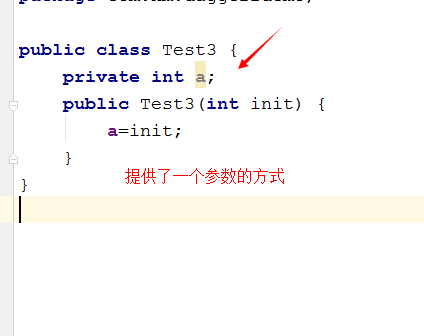 public class Test3 {
private int a;
public Test3(int init) {
a=init;
}
提供了一个参数的方式
}